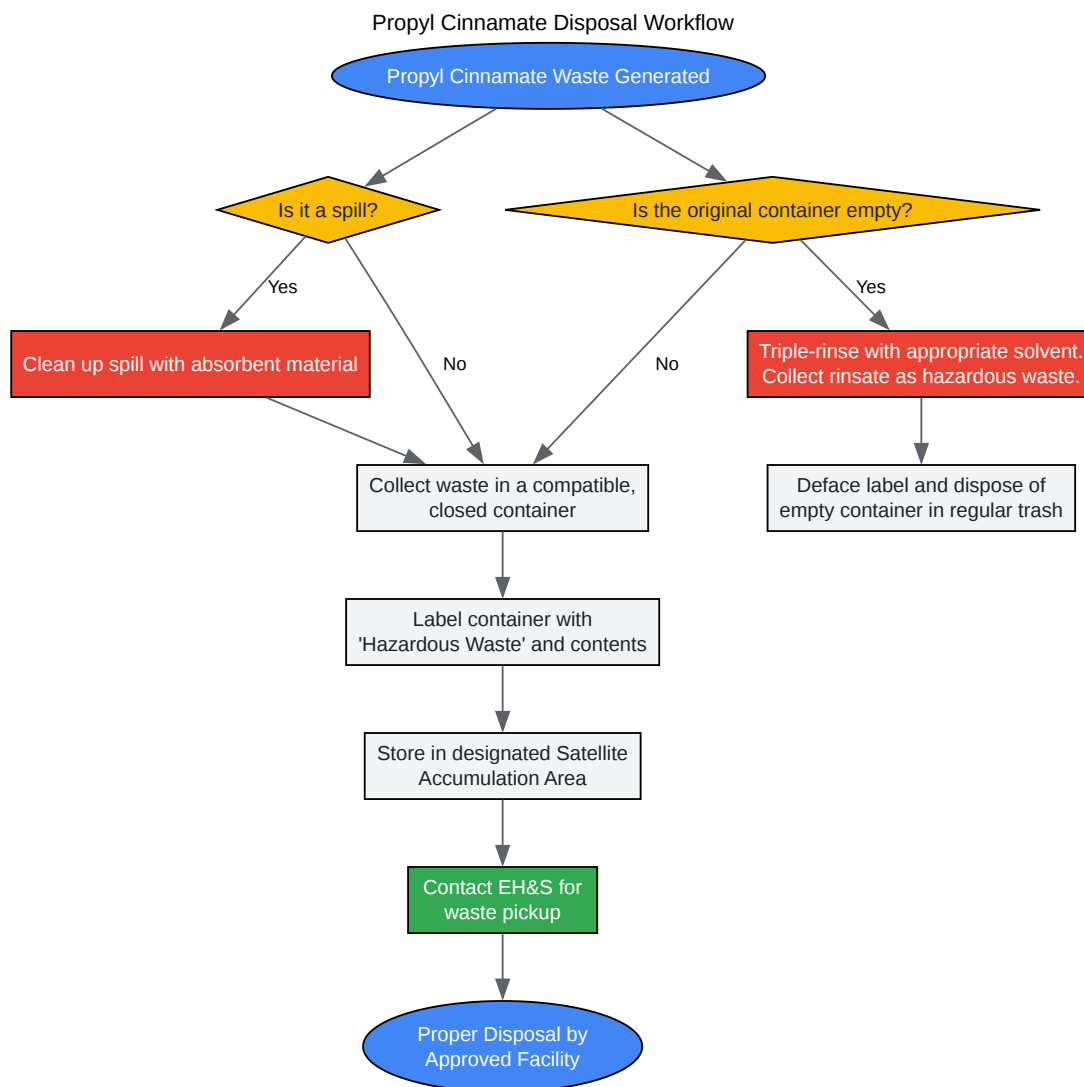 Propyl Cinnamate Disposal Workflow
Propyl Cinnamate Waste Generated
Is it a spill?
Is the original container empty?
Yes
Yes
Clean up spill with absorbent material
No
No
Triple-rinse with appropriate solvent.
Collect rinsate as hazardous waste.
Collect waste in a compatible,
closed container
Deface label and dispose of
empty container in regular trash
Label container with
'Hazardous Waste' and contents
Store in designated Satellite
Accumulation Area
Contact EH&S for
waste pickup
Proper Disposal by
Approved Facility